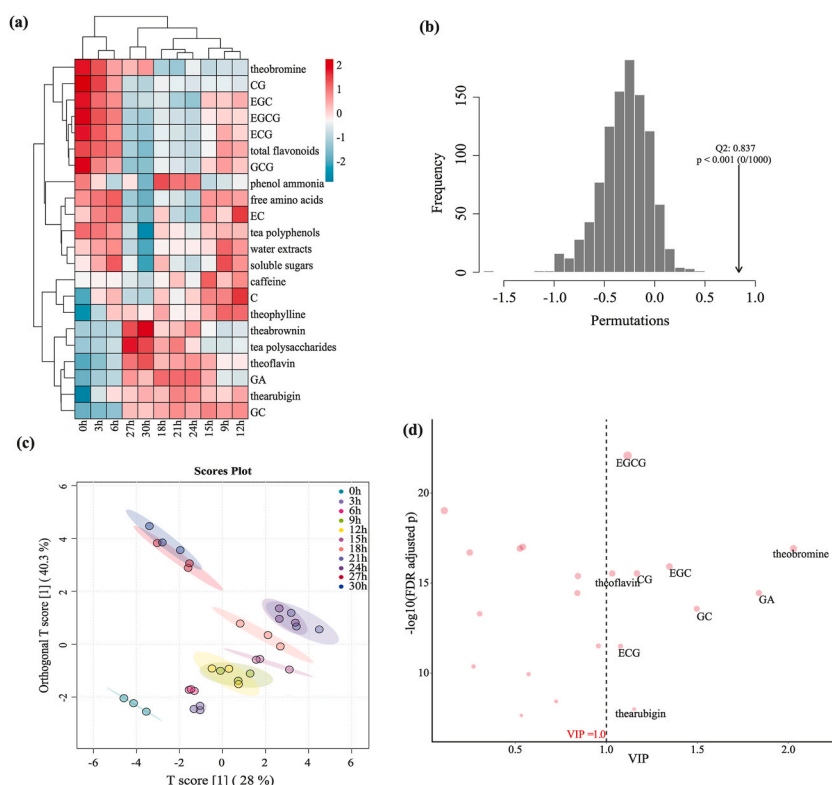 (a)
theobromine
CG
EGC
EGCG
ECG
total flavonoids
GCG
phenol ammonia
free amino acids
EC
tea polyphenols
water extracts
soluble sugars
caffeine
C
theophylline
theabrownin
tea polysaccharides
theoflavin
GA
thearubigin
GC
0h 3h 6h 27h 30h 18h 21h 24h 15h 9h 12h
2
1
0
-1
-2
(b)
Frequency
150
100
50
0
Q2: 0.837
p < 0.001 (0/1000)
-1.5 -1.0 -0.5 0.0 0.5 1.0
Permutations
(c)
Scores Plot
Orthogonal T score [1] ( 40.3 %)
6
4
2
0
-2
-4
0h
3h
6h
9h
12h
15h
18h
21h
24h
27h
30h
-6 -4 -2 0 2 4 6
T score [1] ( 28 %)
(d)
-log10(FDR adjusted p)
20
15
10
EGCG
theobromine
EGC
theoflavin
CG
GA
GC
ECG
thearubigin
VIP =1.0
0.5 1.0 1.5 2.0
VIP